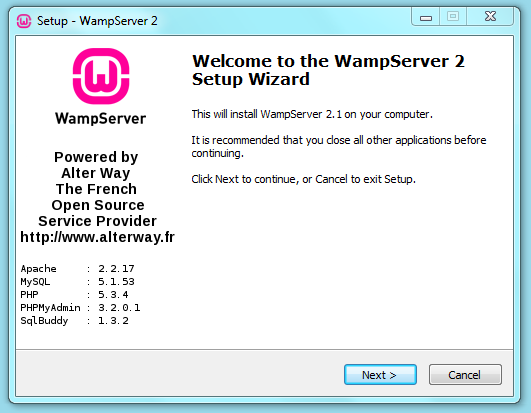 Setup - WampServer 2
WampServer
Powered by
Alter Way
The French
Open Source
Service Provider
http://www.alterway.fr
Apache : 2.2.17
MySQL : 5.1.53
PHP : 5.3.4
PHPMyAdmin : 3.2.0.1
SqlBuddy : 1.3.2
Welcome to the WampServer 2
Setup Wizard
This will install WampServer 2.1 on your computer.
It is recommended that you close all other applications before
continuing.
Click Next to continue, or Cancel to exit Setup.
Next >
Cancel